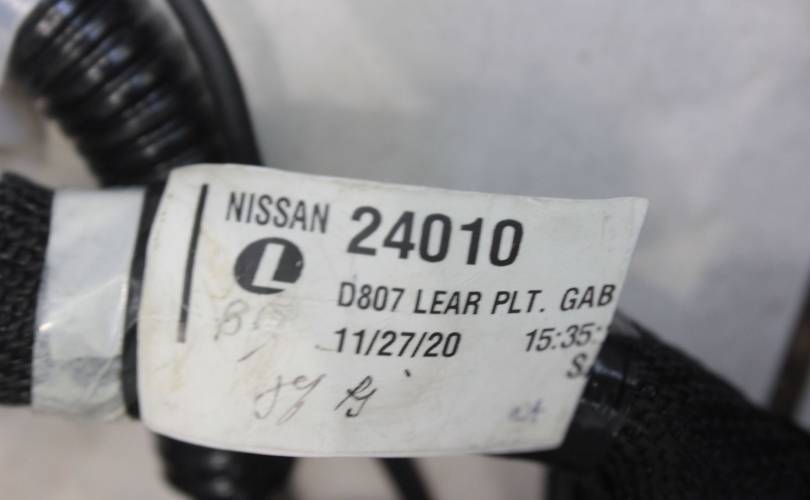 NISSAN 24010
L
D807 LEAR PLT. GAB
11/27/20 15:35:
S